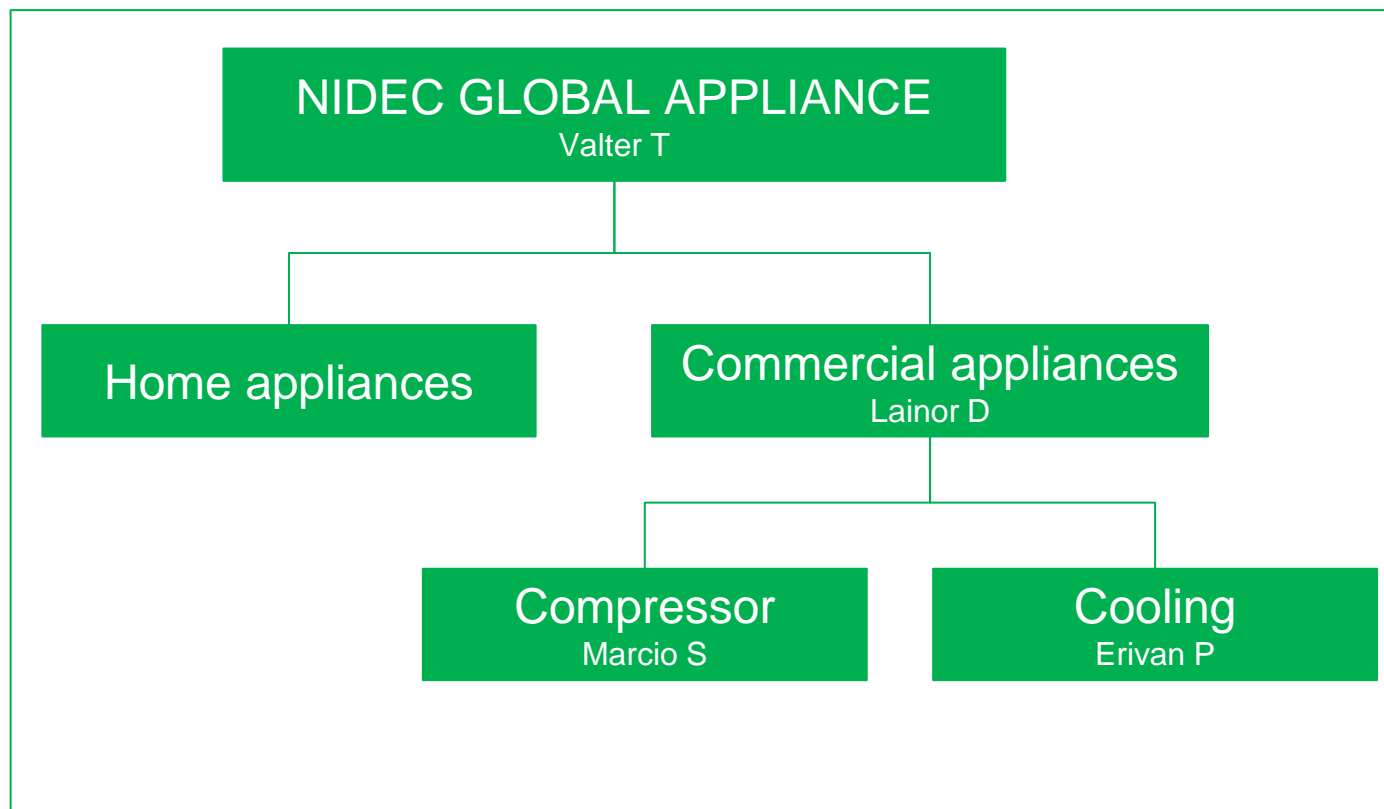 NIDEC GLOBAL APPLIANCE
Valter T
Home appliances
Commercial appliances
Lainor D
Compressor
Marcio S
Cooling
Erivan P